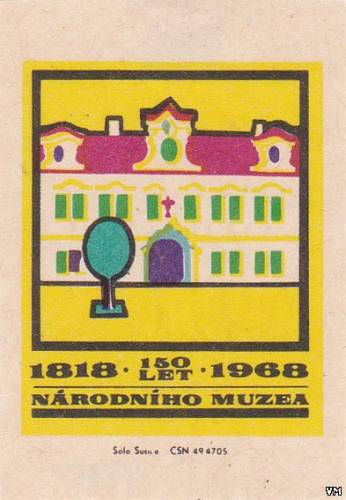 1818 · 150 LET · 1968
NÁRODNÍHO MUZEA
Solo Sušice ČSN 49 4705
VM